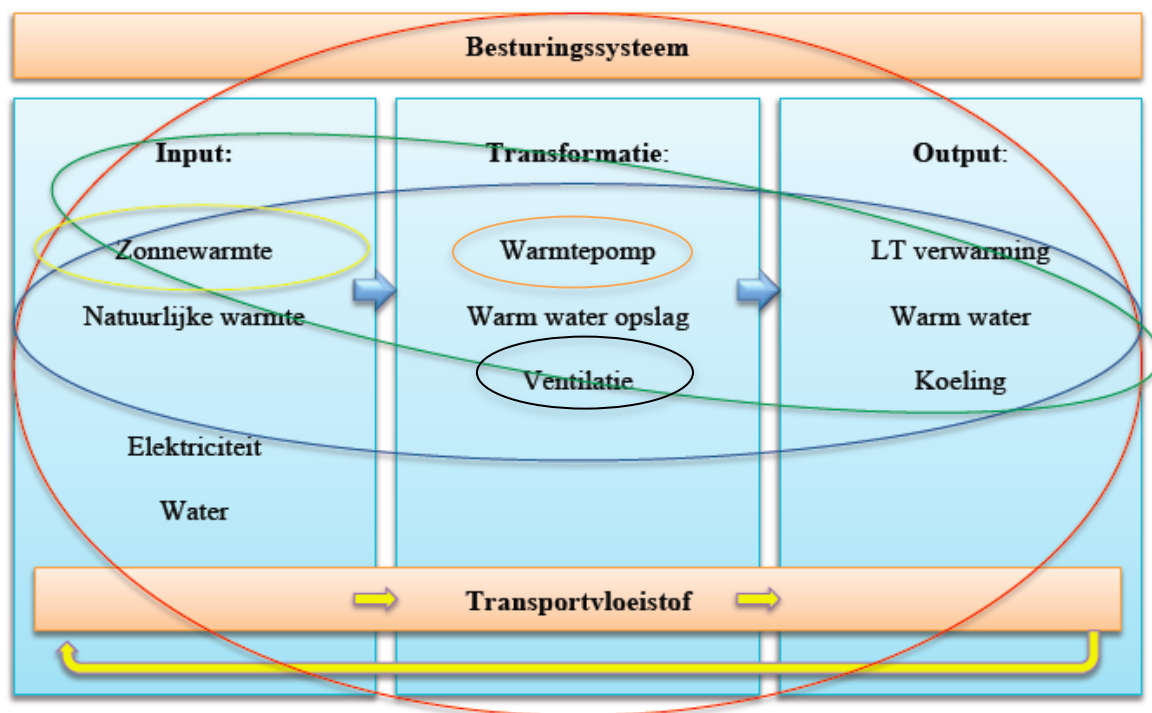 Besturingssysteem
Input:
Zonnewarmte
Natuurlijke warmte
Elektriciteit
Water
Transformatie:
Warmtepomp
Warm water opslag
Ventilatie
Output:
LT verwarming
Warm water
Koeling
Transportvloeistof